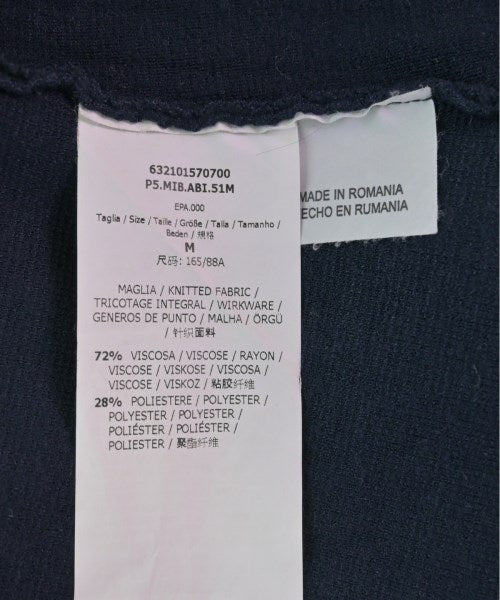 632101570700
P5.MIB.ABI.51M
EPA.000
Taglia / Size / Taille / Größe / Talla / Tamanho /
Beden / 规格
M
尺码: 165/88A
MAGLIA / KNITTED FABRIC /
TRICOTAGE INTEGRAL / WIRKWARE /
GENEROS DE PUNTO / MALHA / ÖRGÜ
/ 针织面料
72% VISCOSA / VISCOSE / RAYON /
VISCOSE / VISKOSE / VISCOSA /
VISCOSE / VISKOZ / 粘胶纤维
28% POLIESTERE / POLYESTER /
POLYESTER / POLYESTER /
POLIÉSTER / POLIÉSTER /
POLIESTER / 聚酯纤维
MADE IN ROMANIA
ECHO EN RUMANIA